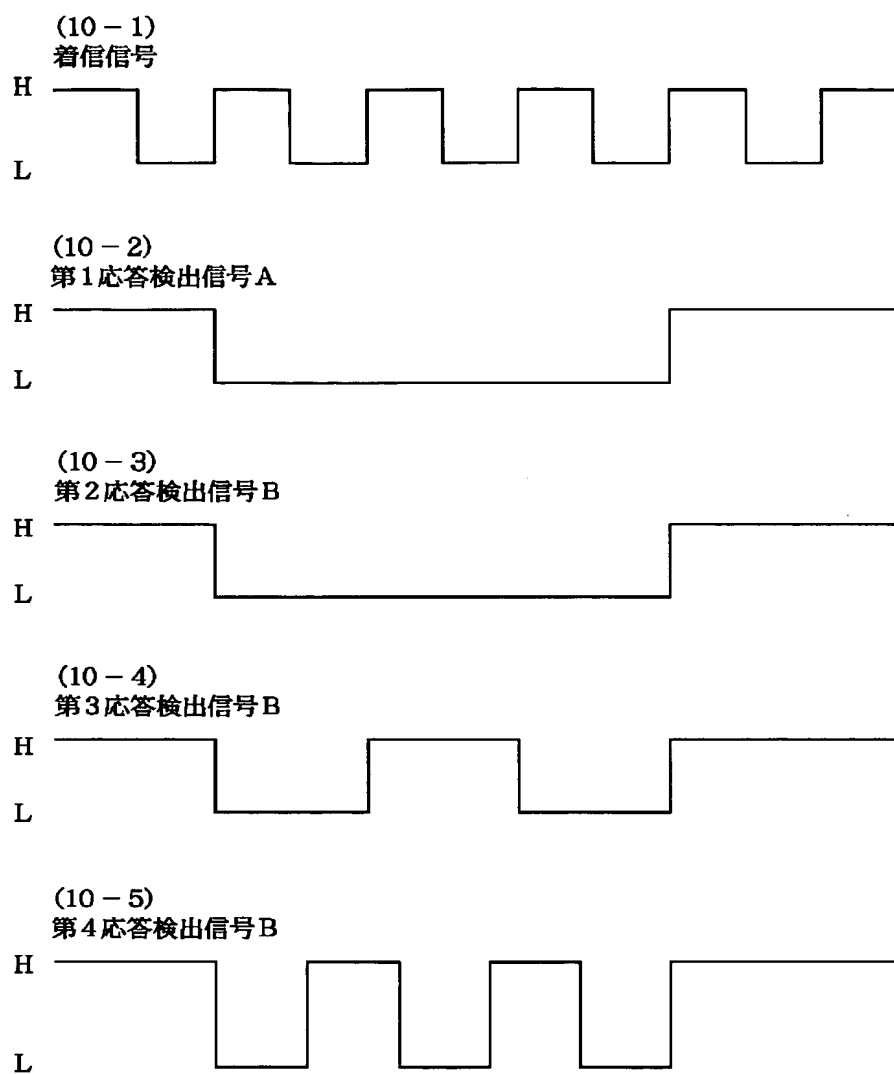 (10－1)
着信信号
H
L
(10－2)
第1応答検出信号A
H
L
(10－3)
第2応答検出信号B
H
L
(10－4)
第3応答検出信号B
H
L
(10－5)
第4応答検出信号B
H
L